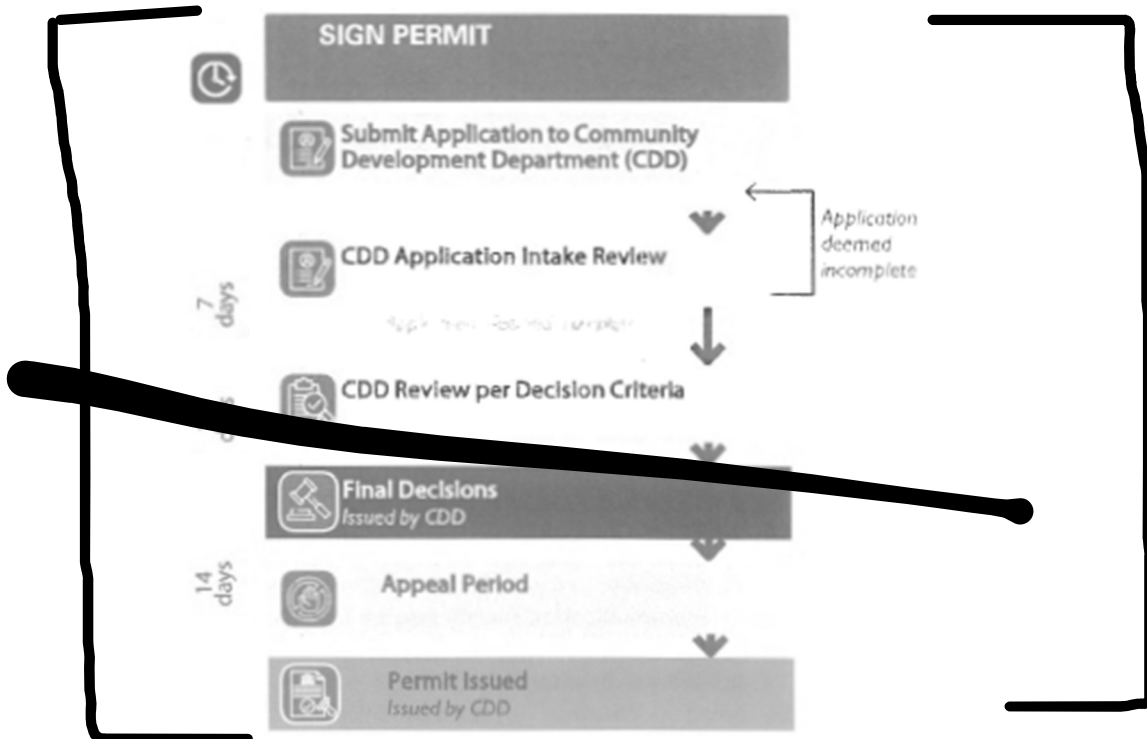 SIGN PERMIT
Submit Application to Community
Development Department (CDD)
Application
deemed
incomplete
CDD Application Intake Review
7
days
CDD Review per Decision Criteria
Final Decisions
Issued by CDD
14
days
Appeal Period
Permit Issued
Issued by CDD